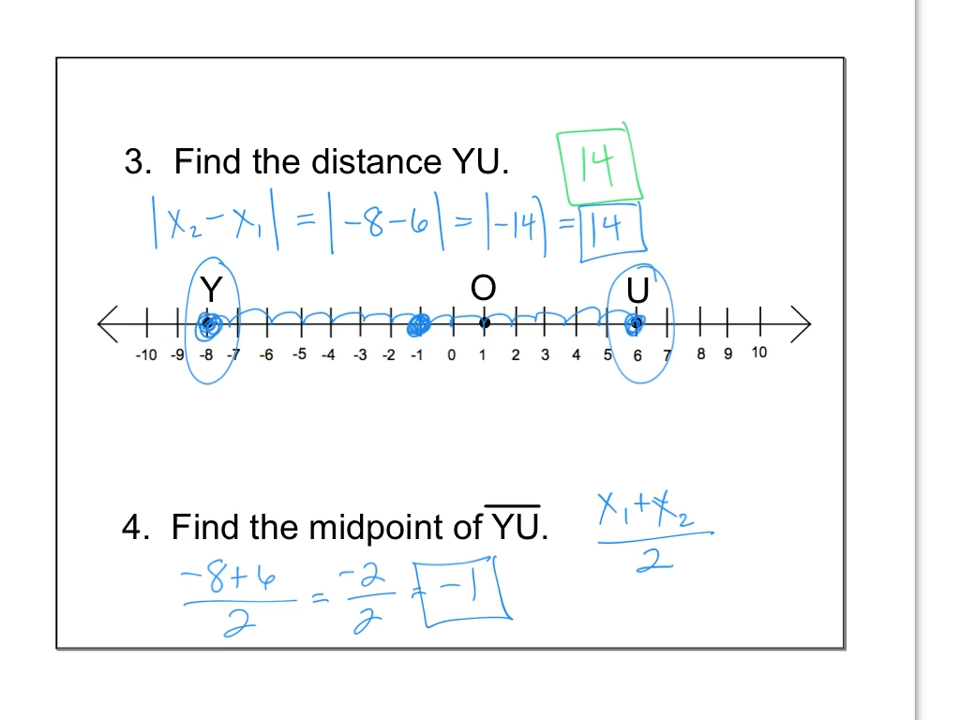 3. Find the distance YU. 14
|x₂ - x₁| = |-8-6| = |-14| = 14
Y O U
-10 -9 -8 -7 -6 -5 -4 -3 -2 -1 0 1 2 3 4 5 6 7 8 9 10
4. Find the midpoint of Y͞U͞. (x₁+x₂)/2
(-8+6)/2 = -2/2 = -1